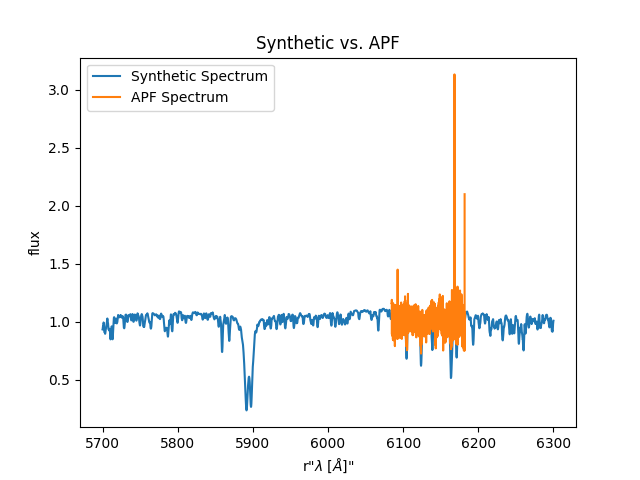 Synthetic vs. APF
Synthetic Spectrum
APF Spectrum
3.0
2.5
2.0
1.5
1.0
0.5
flux
5700 5800 5900 6000 6100 6200 6300
r"λ [Å]"